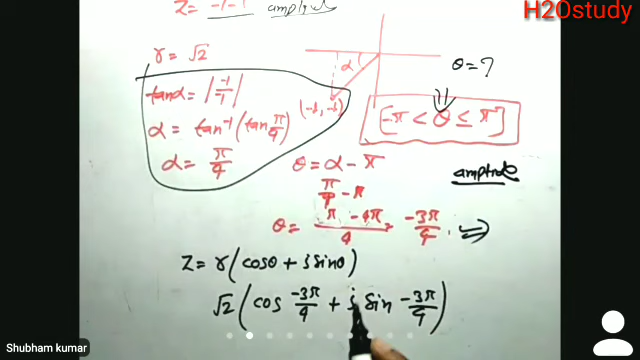 H2Ostudy
Z = -1-i amplitude
r = √2
tanα = |-1/-1|
α = tan⁻¹(tan π/4)
α = π/4
α
(-1, -1)
θ = ?
[-π < θ ≤ π]
amplitude
θ = α - π
π/4 - π
θ = π - 4π/4 = -3π/4
Z = r(cosθ + i sinθ)
√2(cos -3π/4 + i sin -3π/4)
Shubham kumar